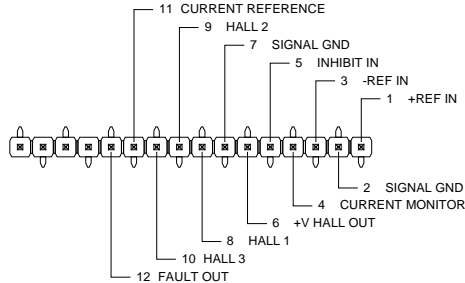 11 CURRENT REFERENCE
9 HALL 2
7 SIGNAL GND
5 INHIBIT IN
3 -REF IN
1 +REF IN
2 SIGNAL GND
4 CURRENT MONITOR
6 +V HALL OUT
8 HALL 1
10 HALL 3
12 FAULT OUT